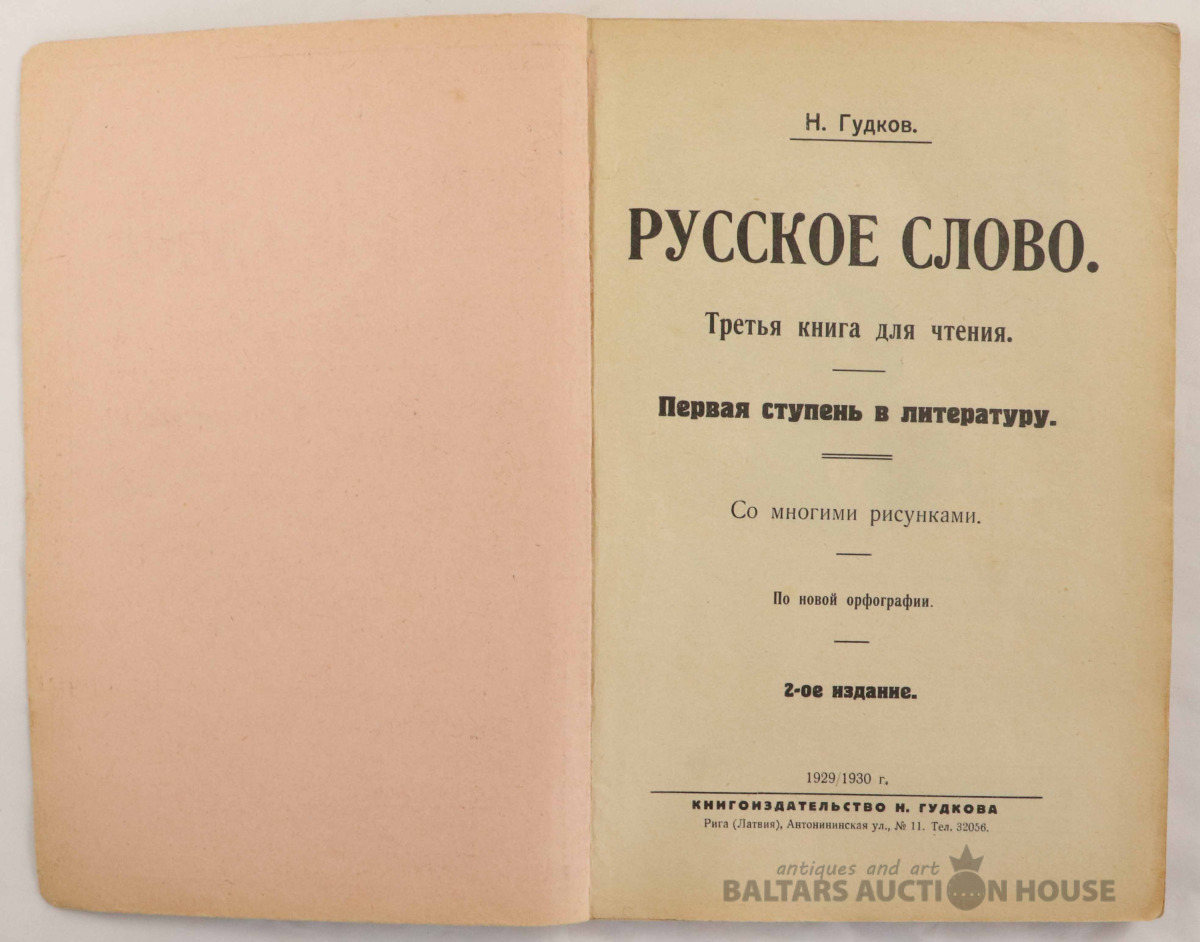 Н. Гудков.
РУССКОЕ СЛОВО.
Третья книга для чтения.
Первая ступень в литературу.
Со многими рисунками.
По новой орфографии.
2-ое издание.
1929/1930 г.
КНИГОИЗДАТЕЛЬСТВО Н. ГУДКОВА
Рига (Латвия), Антонининская ул., № 11. Тел. 32056.
antiques and art
BALTARS AUCTION HOUSE